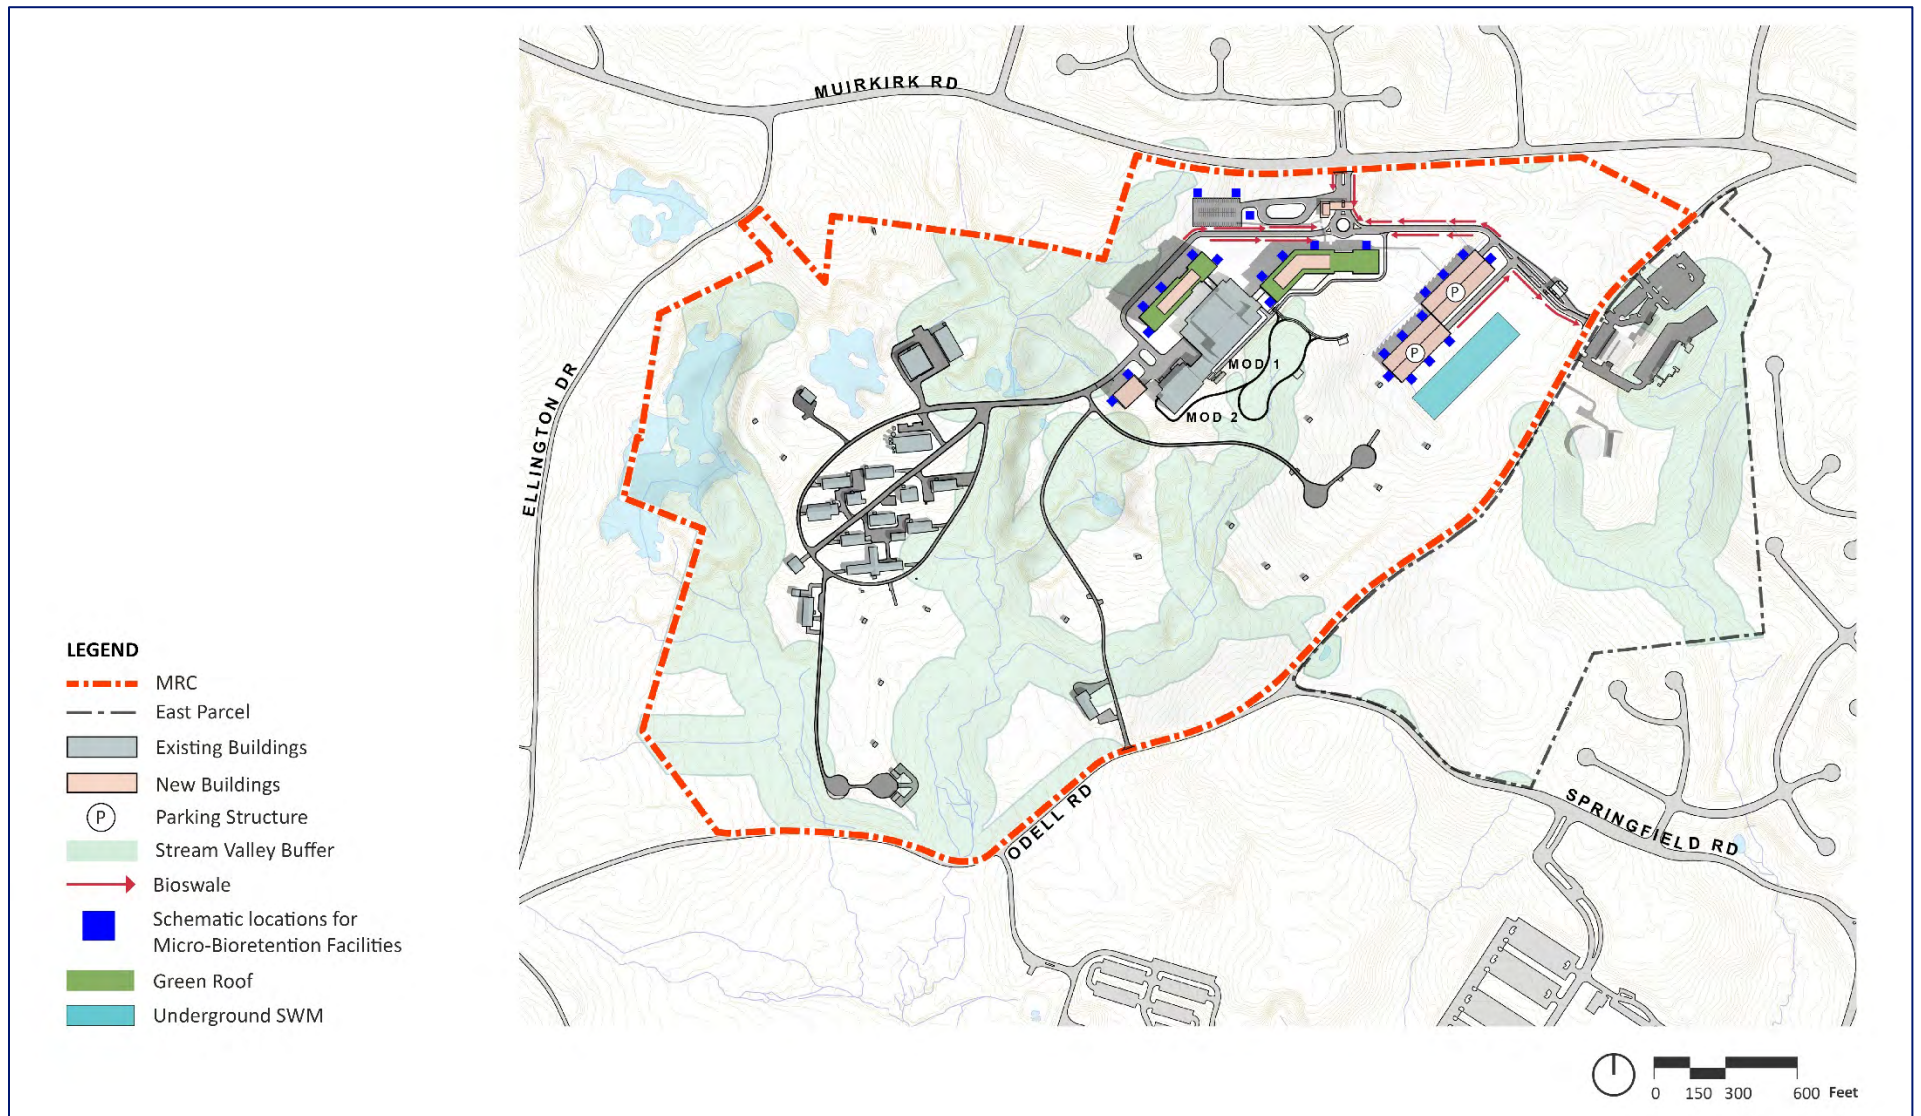 MUIRKIRK RD
ELLINGTON DR
MOD 1
MOD 2
P
P
ODELL RD
SPRINGFIELD RD
LEGEND
MRC
East Parcel
Existing Buildings
New Buildings
P
Parking Structure
Stream Valley Buffer
Bioswale
Schematic locations for
Micro-Bioretention Facilities
Green Roof
Underground SWM
0 150 300 600 Feet